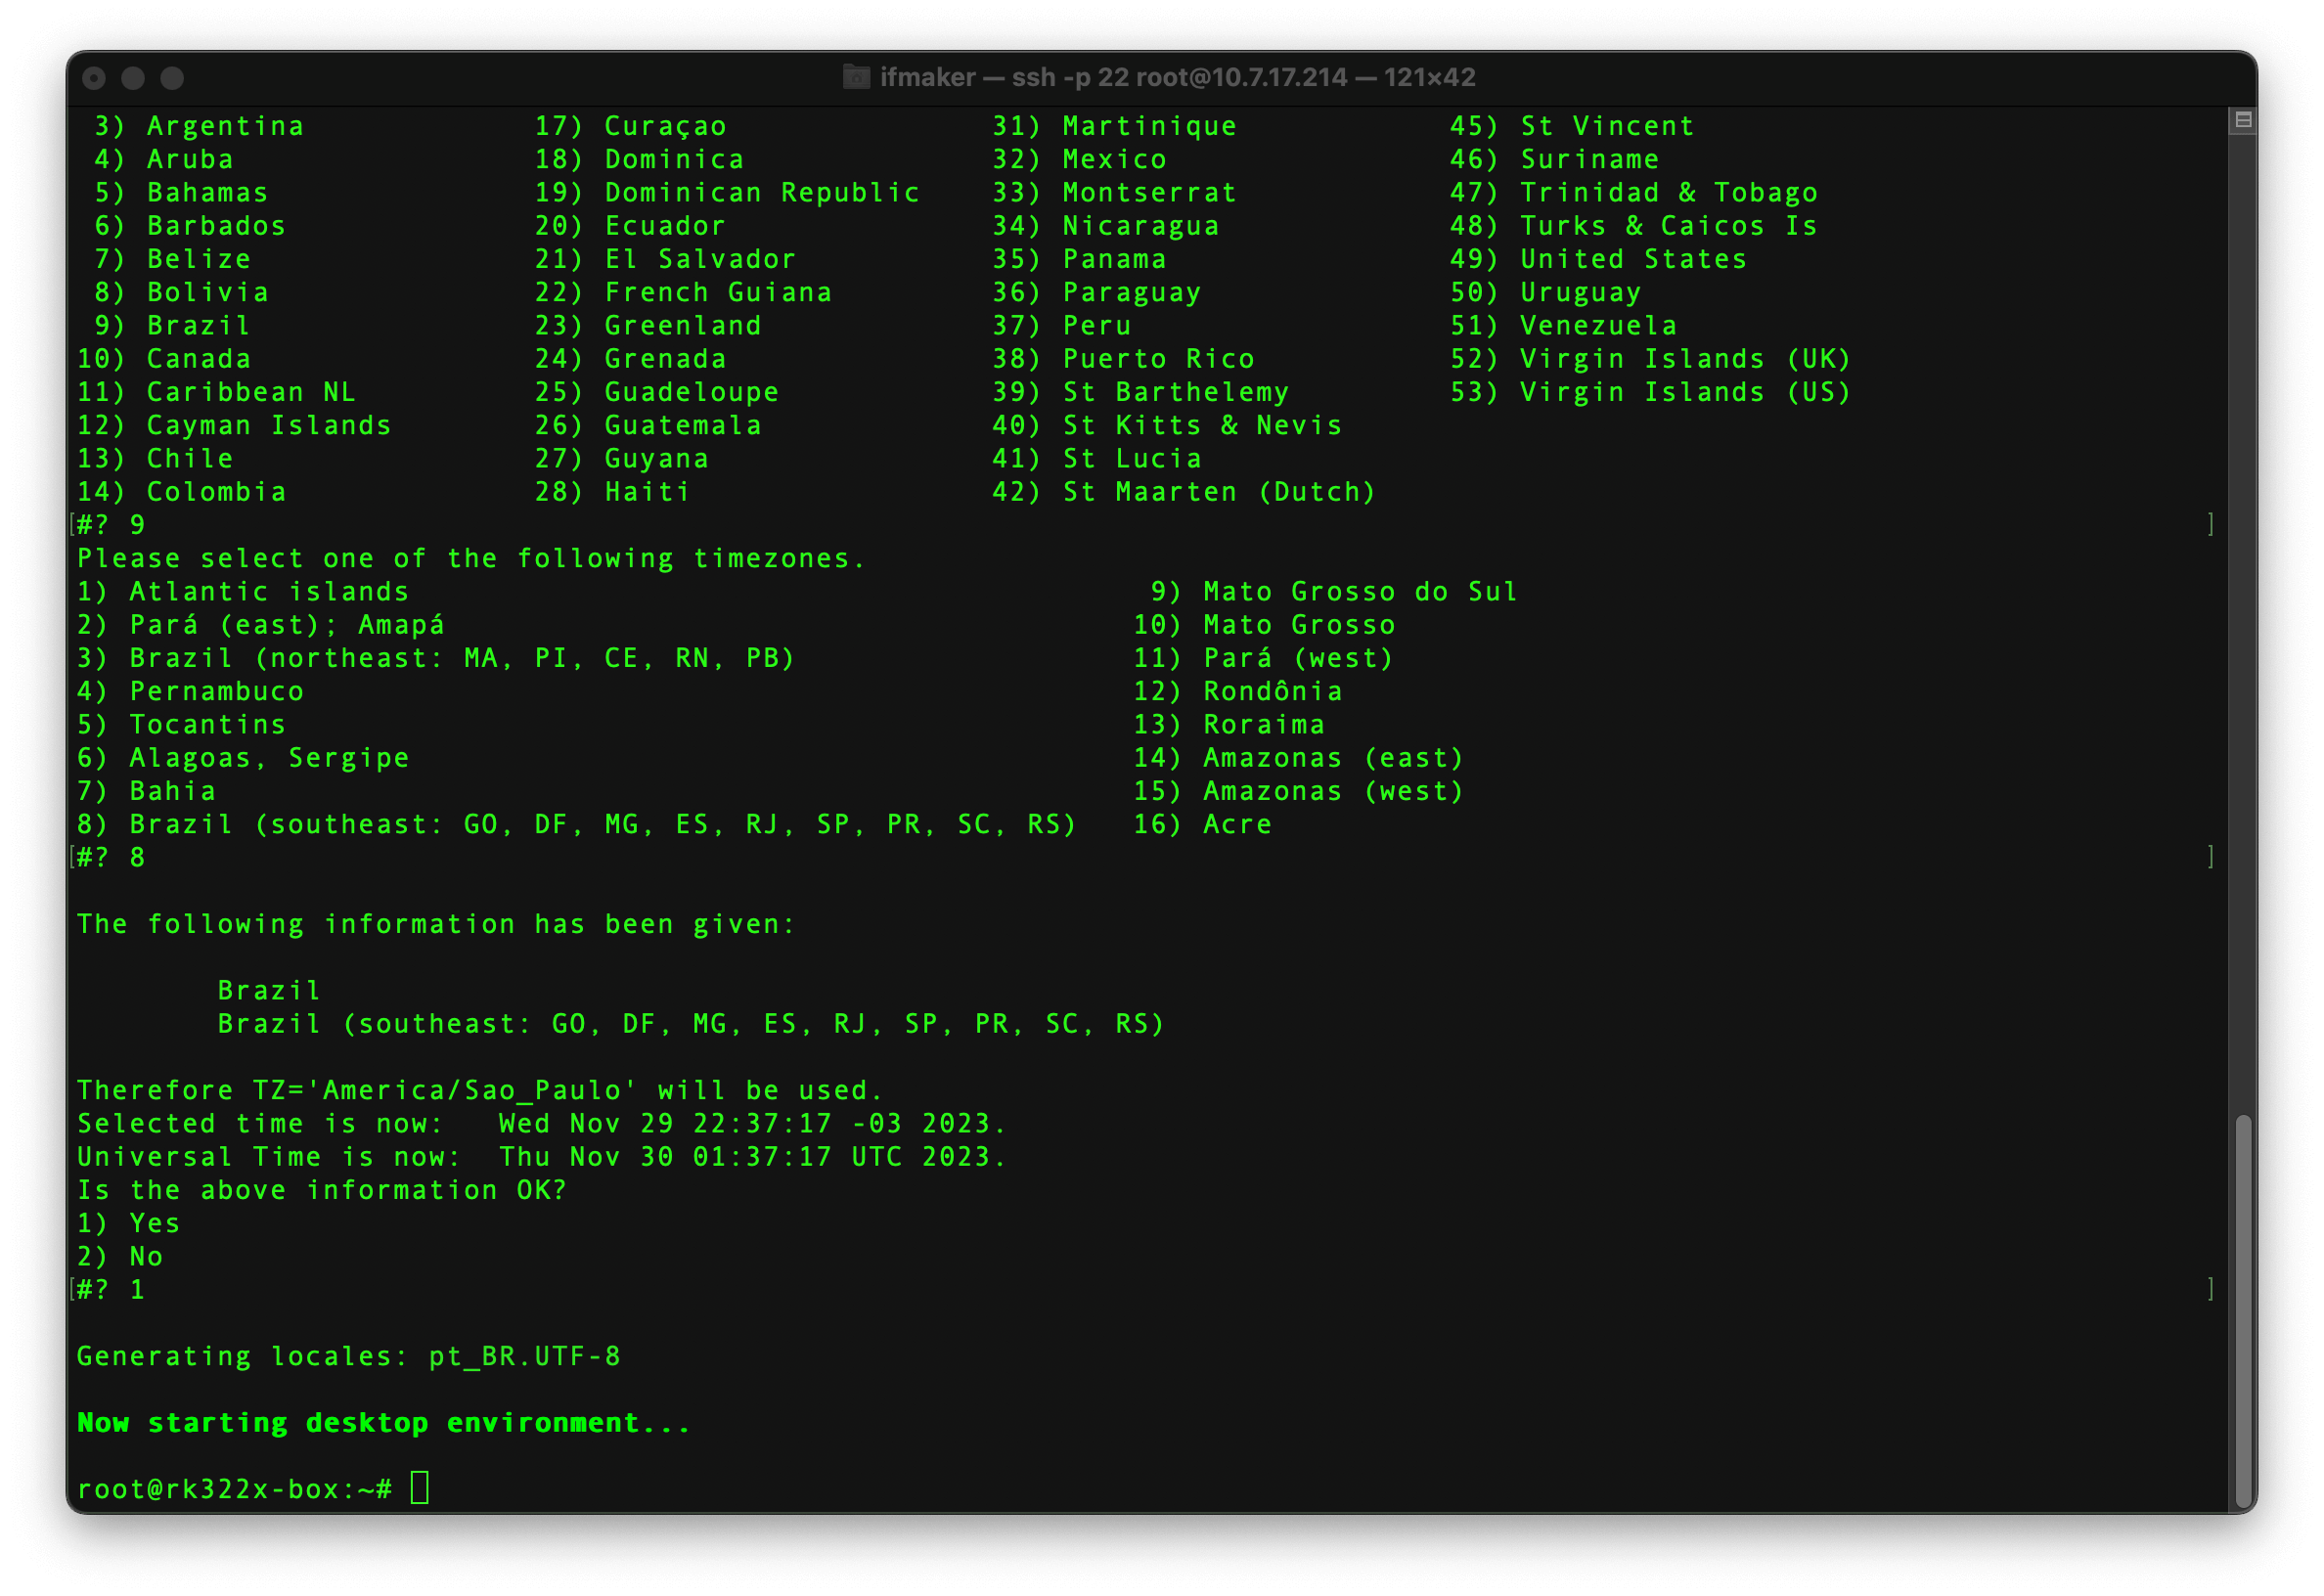 ifmaker — ssh -p 22 root@10.7.17.214 — 121×42
 3) Argentina             17) Curaçao               31) Martinique            45) St Vincent
 4) Aruba                 18) Dominica              32) Mexico                46) Suriname
 5) Bahamas               19) Dominican Republic    33) Montserrat            47) Trinidad & Tobago
 6) Barbados              20) Ecuador               34) Nicaragua             48) Turks & Caicos Is
 7) Belize                21) El Salvador           35) Panama                49) United States
 8) Bolivia               22) French Guiana         36) Paraguay              50) Uruguay
 9) Brazil                23) Greenland             37) Peru                  51) Venezuela
10) Canada                24) Grenada               38) Puerto Rico           52) Virgin Islands (UK)
11) Caribbean NL          25) Guadeloupe            39) St Barthelemy         53) Virgin Islands (US)
12) Cayman Islands        26) Guatemala             40) St Kitts & Nevis
13) Chile                 27) Guyana                41) St Lucia
14) Colombia              28) Haiti                 42) St Maarten (Dutch)
[#? 9 ]
Please select one of the following timezones.
1) Atlantic islands                                          9) Mato Grosso do Sul
2) Pará (east); Amapá                                       10) Mato Grosso
3) Brazil (northeast: MA, PI, CE, RN, PB)                   11) Pará (west)
4) Pernambuco                                               12) Rondônia
5) Tocantins                                                13) Roraima
6) Alagoas, Sergipe                                         14) Amazonas (east)
7) Bahia                                                    15) Amazonas (west)
8) Brazil (southeast: GO, DF, MG, ES, RJ, SP, PR, SC, RS)   16) Acre
[#? 8 ]
The following information has been given:
        Brazil
        Brazil (southeast: GO, DF, MG, ES, RJ, SP, PR, SC, RS)
Therefore TZ='America/Sao_Paulo' will be used.
Selected time is now:   Wed Nov 29 22:37:17 -03 2023.
Universal Time is now:  Thu Nov 30 01:37:17 UTC 2023.
Is the above information OK?
1) Yes
2) No
[#? 1 ]
Generating locales: pt_BR.UTF-8
Now starting desktop environment...
root@rk322x-box:~#